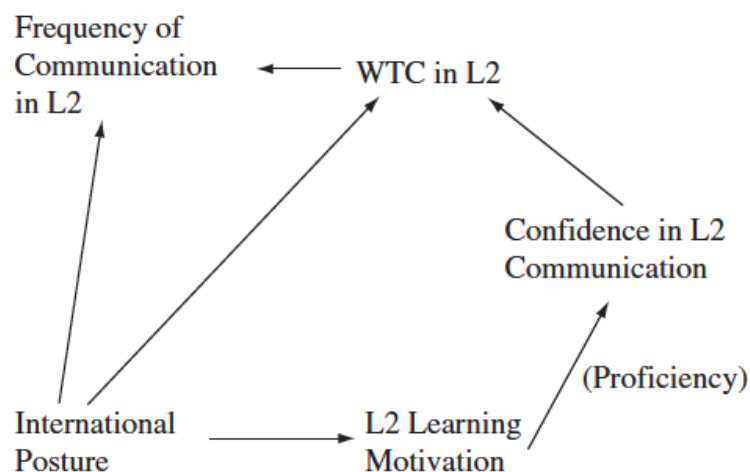 Frequency of
Communication
in L2
WTC in L2
Confidence in L2
Communication
(Proficiency)
International
Posture
L2 Learning
Motivation